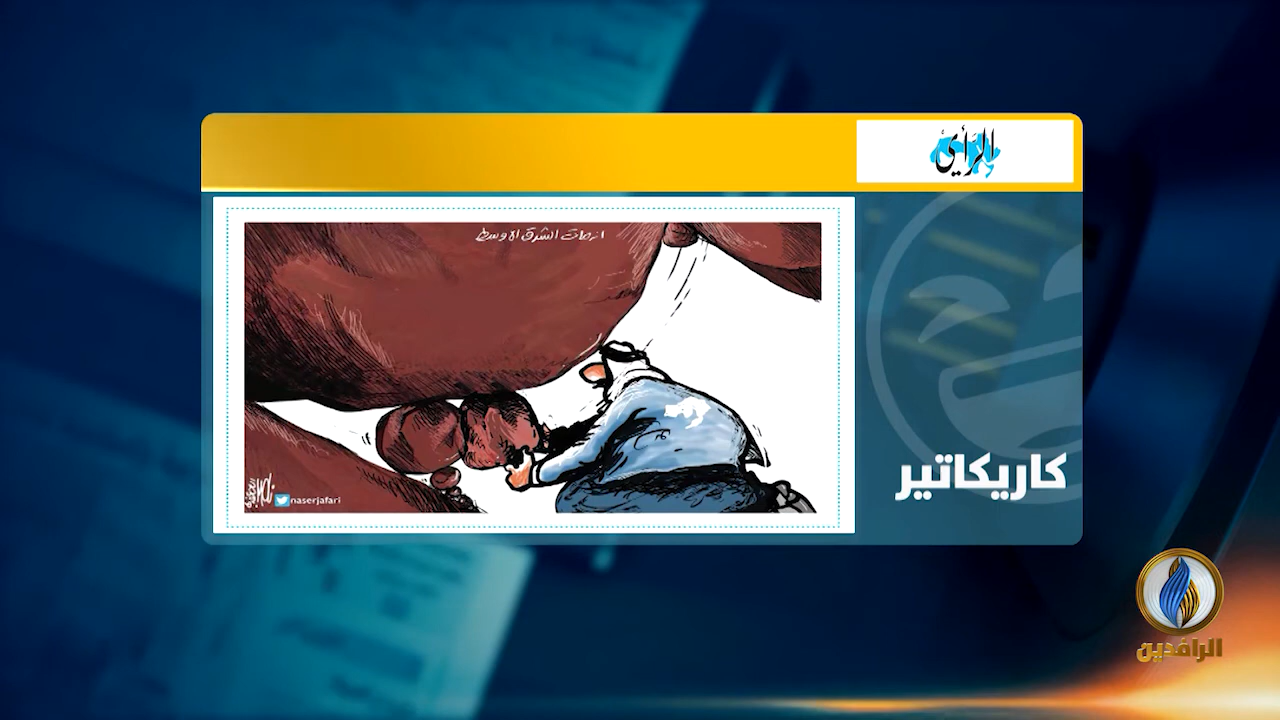 الرأي
ازمات الشرق الاوسط
كاريكاتير
naserjafari
الرافدين